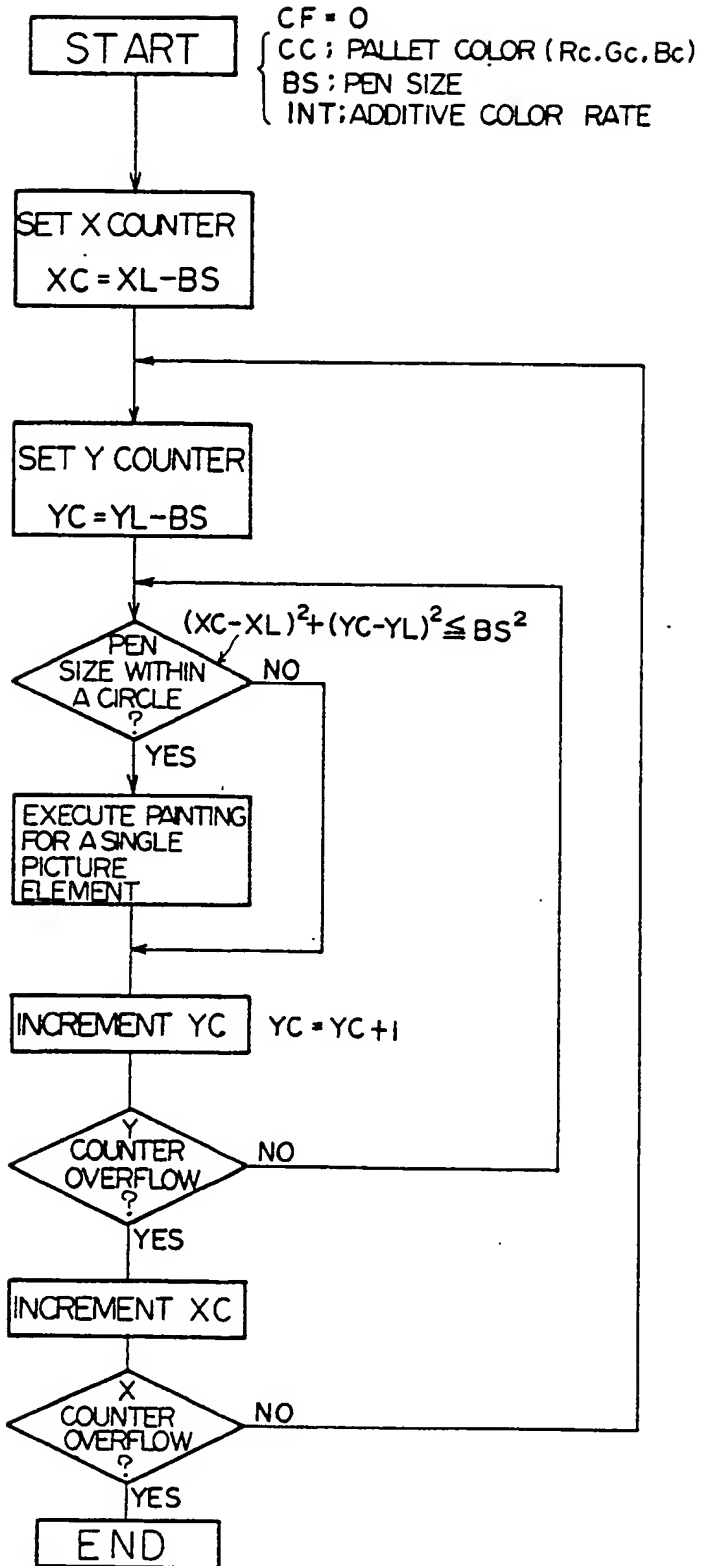 START
CF = 0
CC; PALLET COLOR (Rc.Gc.Bc)
BS: PEN SIZE
INT; ADDITIVE COLOR RATE
SET X COUNTER
XC = XL-BS
SET Y COUNTER
YC = YL-BS
(XC-XL)²+(YC-YL)²≦BS²
PEN
SIZE WITHIN
A CIRCLE
?
NO
YES
EXECUTE PAINTING
FOR A SINGLE
PICTURE
ELEMENT
INCREMENT YC
YC = YC+1
Y
COUNTER
OVERFLOW
?
NO
YES
INCREMENT XC
X
COUNTER
OVERFLOW
?
NO
YES
END